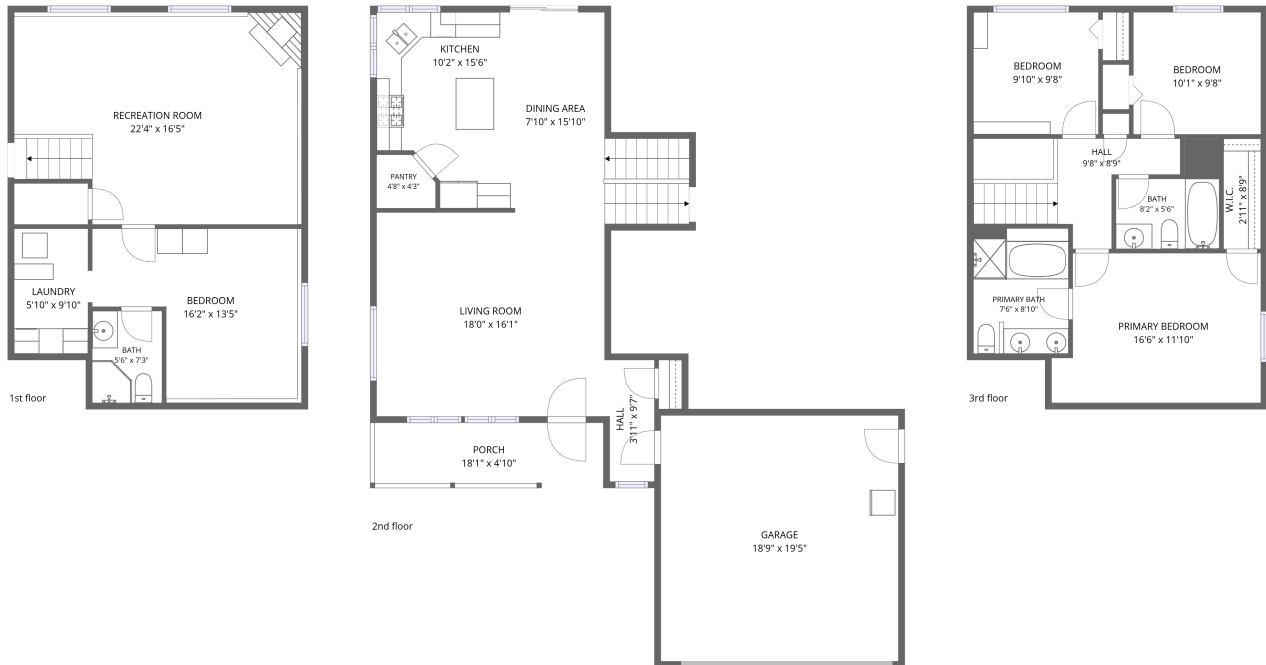 RECREATION ROOM
22'4" x 16'5"
LAUNDRY
5'10" x 9'10"
BEDROOM
16'2" x 13'5"
BATH
5'6" x 7'3"
1st floor
KITCHEN
10'2" x 15'6"
DINING AREA
7'10" x 15'10"
PANTRY
4'8" x 4'3"
LIVING ROOM
18'0" x 16'1"
HALL
3'11" x 9'7"
PORCH
18'1" x 4'10"
GARAGE
18'9" x 19'5"
2nd floor
BEDROOM
9'10" x 9'8"
BEDROOM
10'1" x 9'8"
HALL
9'8" x 8'9"
BATH
8'2" x 5'6"
W.I.C.
2'11" x 8'9"
PRIMARY BATH
7'6" x 8'10"
PRIMARY BEDROOM
16'6" x 11'10"
3rd floor